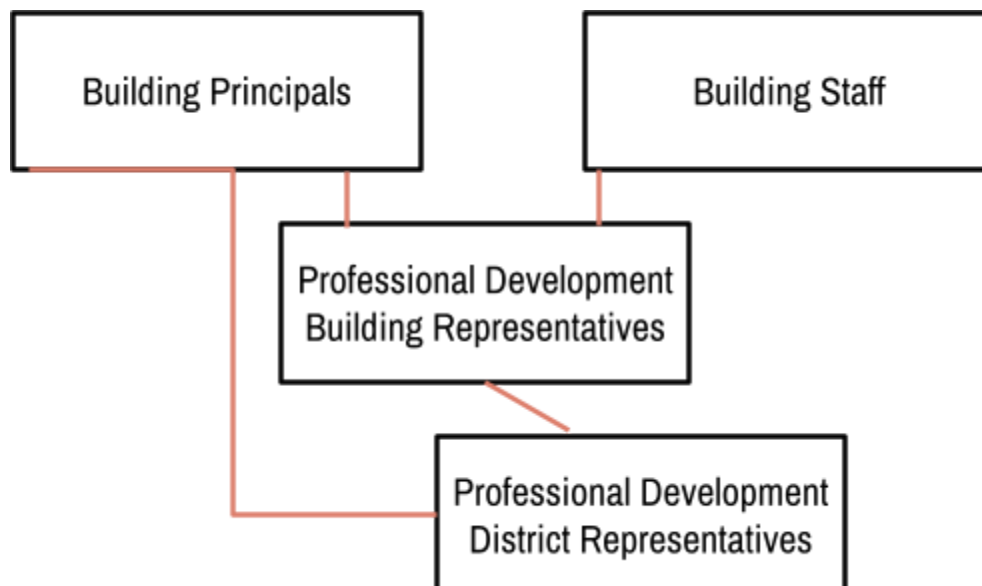 Building Principals
Building Staff
Professional Development
Building Representatives
Professional Development
District Representatives